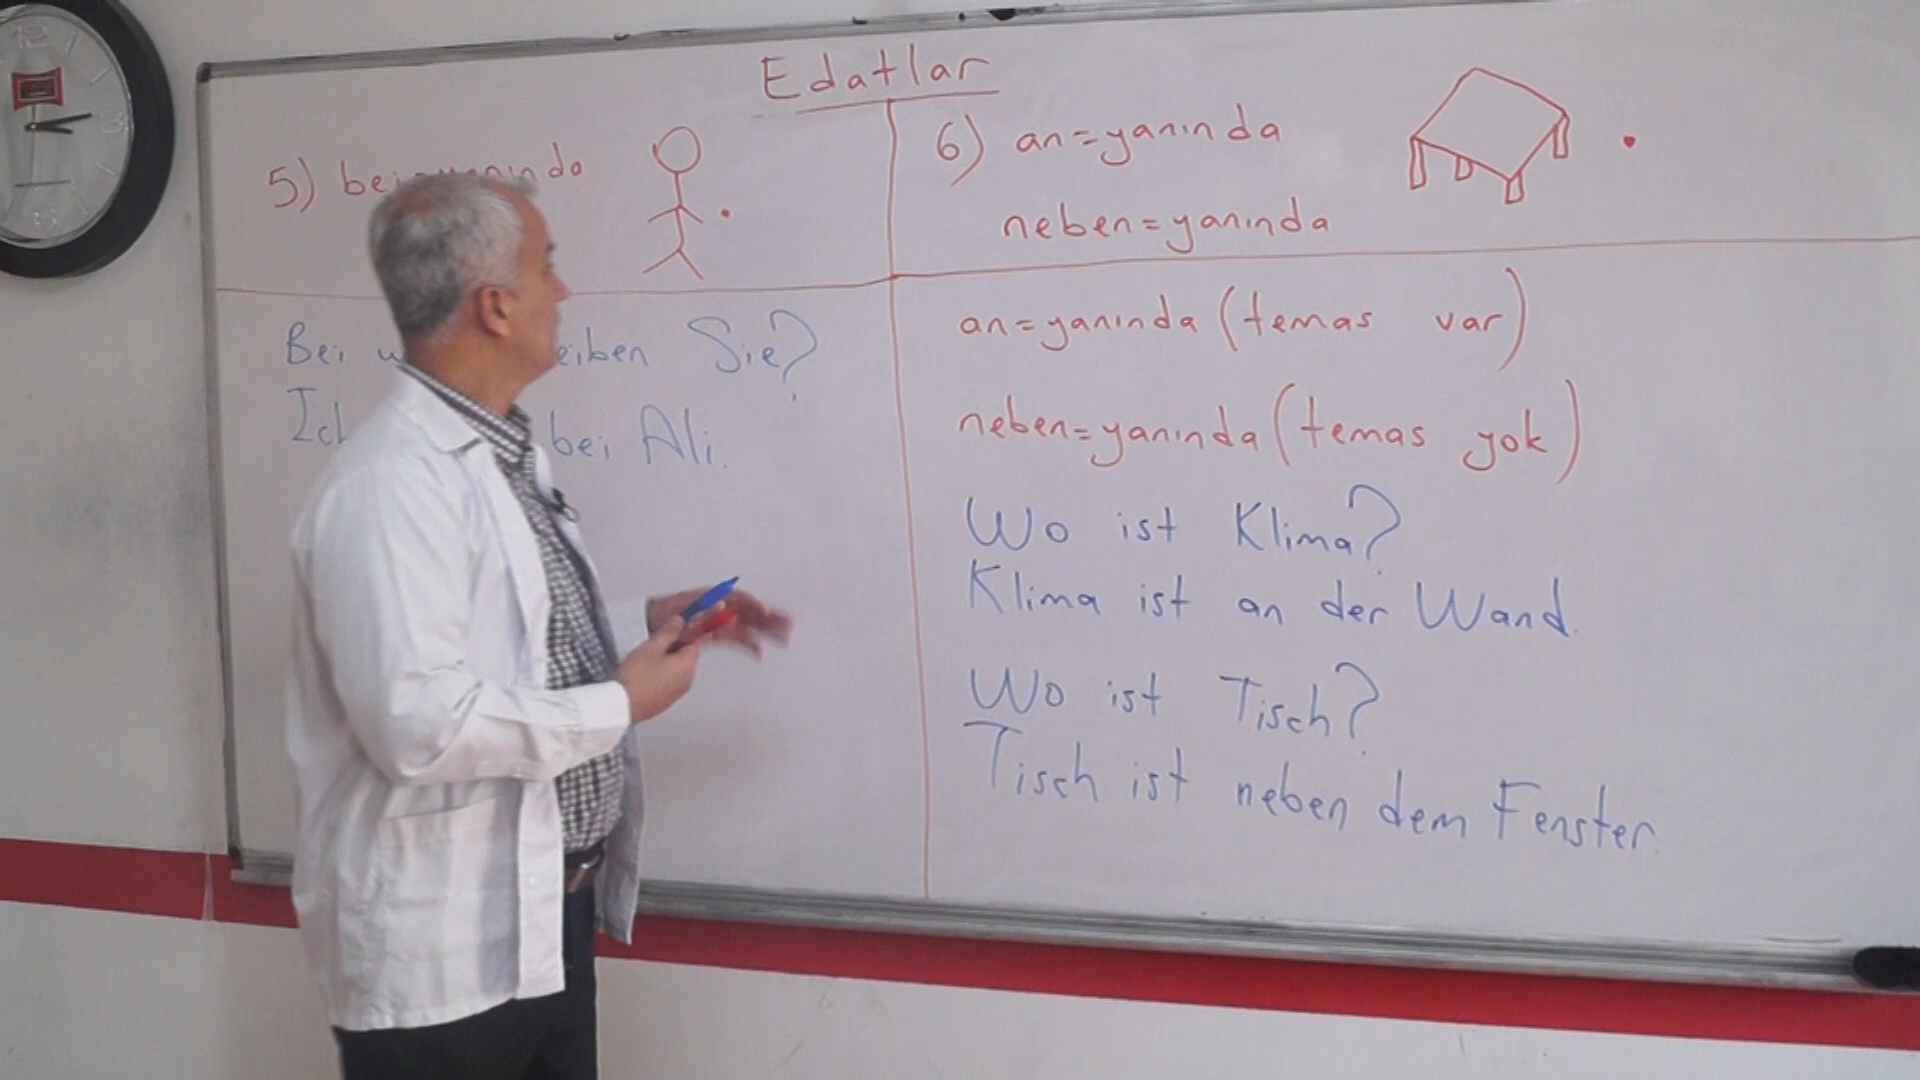 Edatlar
5) bei=yanında
6) an=yanında
neben=yanında
Bei eiben Sie?
Ich bei Ali.
an=yanında (temas var)
neben=yanında (temas yok)
Wo ist Klima?
Klima ist an der Wand.
Wo ist Tisch?
Tisch ist neben dem Fenster.